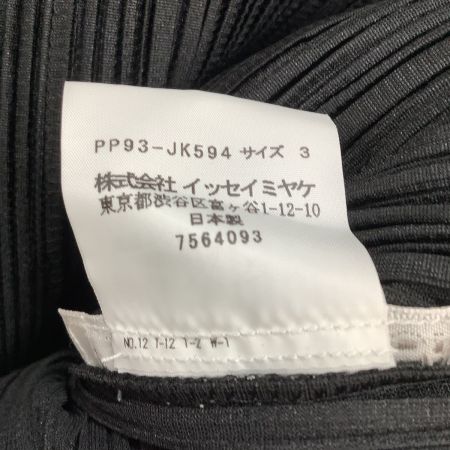 PP93-JK594 サイズ 3
株式会社 イッセイミヤケ
東京都渋谷区富ヶ谷1-12-10
日本製
7564093
NO.12 T-12 T-2 W-1